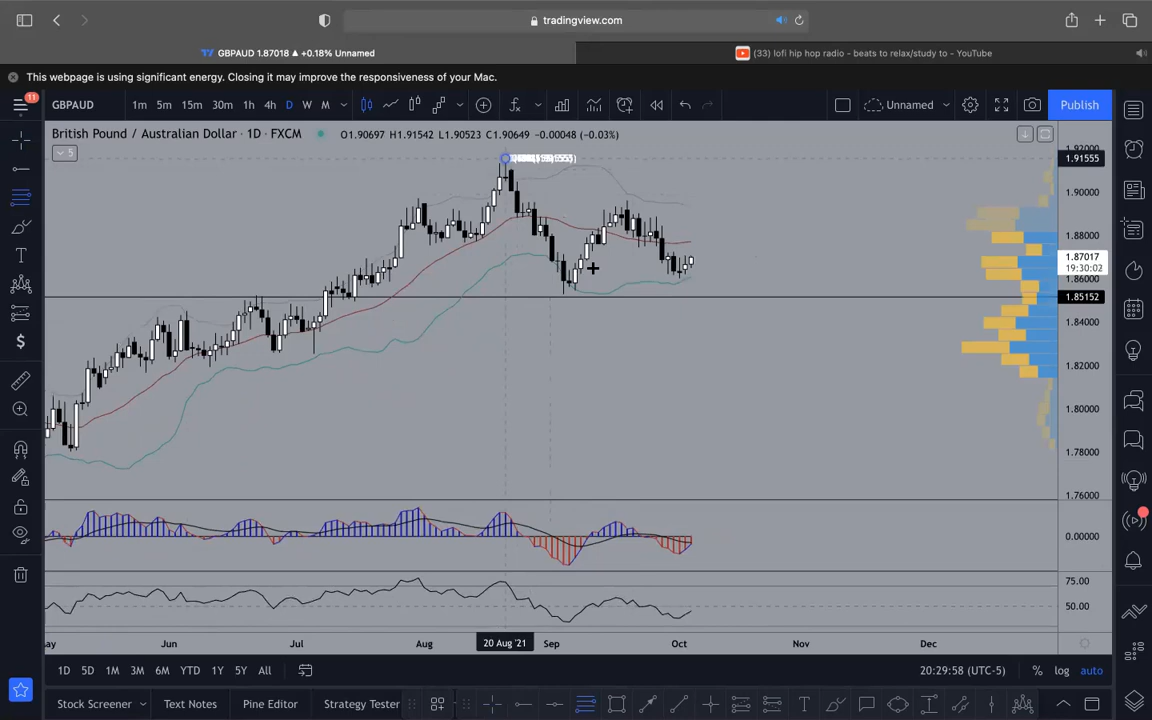 tradingview.com
GBPAUD 1.87018 ▲ +0.18% Unnamed
(33) lofi hip hop radio - beats to relax/study to - YouTube
This webpage is using significant energy. Closing it may improve the responsiveness of your Mac.
11
GBPAUD 1m 5m 15m 30m 1h 4h D W M Unnamed Publish
British Pound / Australian Dollar · 1D · FXCM O1.90697 H1.91542 L1.90523 C1.90649 -0.00048 (-0.03%)
5
1.92000
1.91555
1.90000
1.88000
1.87017
19:30:02
1.86000
1.85152
1.84000
1.82000
1.80000
1.78000
1.76000
0.00000
75.00
50.00
Jun Jul Aug 20 Aug '21 Sep Oct Nov Dec
1D 5D 1M 3M 6M YTD 1Y 5Y All 20:29:58 (UTC-5) % log auto
Stock Screener Text Notes Pine Editor Strategy Tester